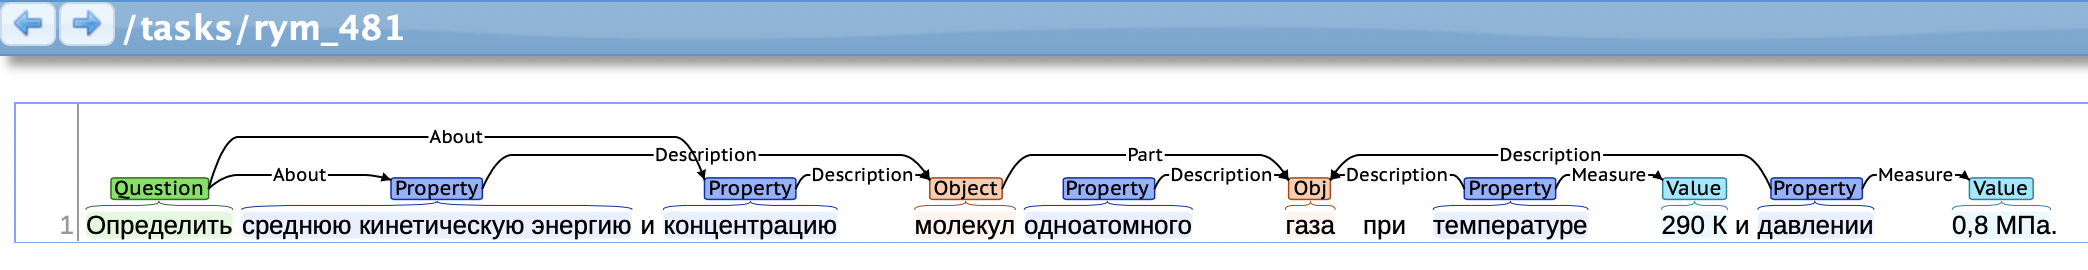 /tasks/rym_481
About
Description Part Description
About Description Description Description Measure Measure
Question Property Property Object Property Obj Property Value Property Value
1 Определить среднюю кинетическую энергию и концентрацию молекул одноатомного газа при температуре 290 К и давлении 0,8 МПа.